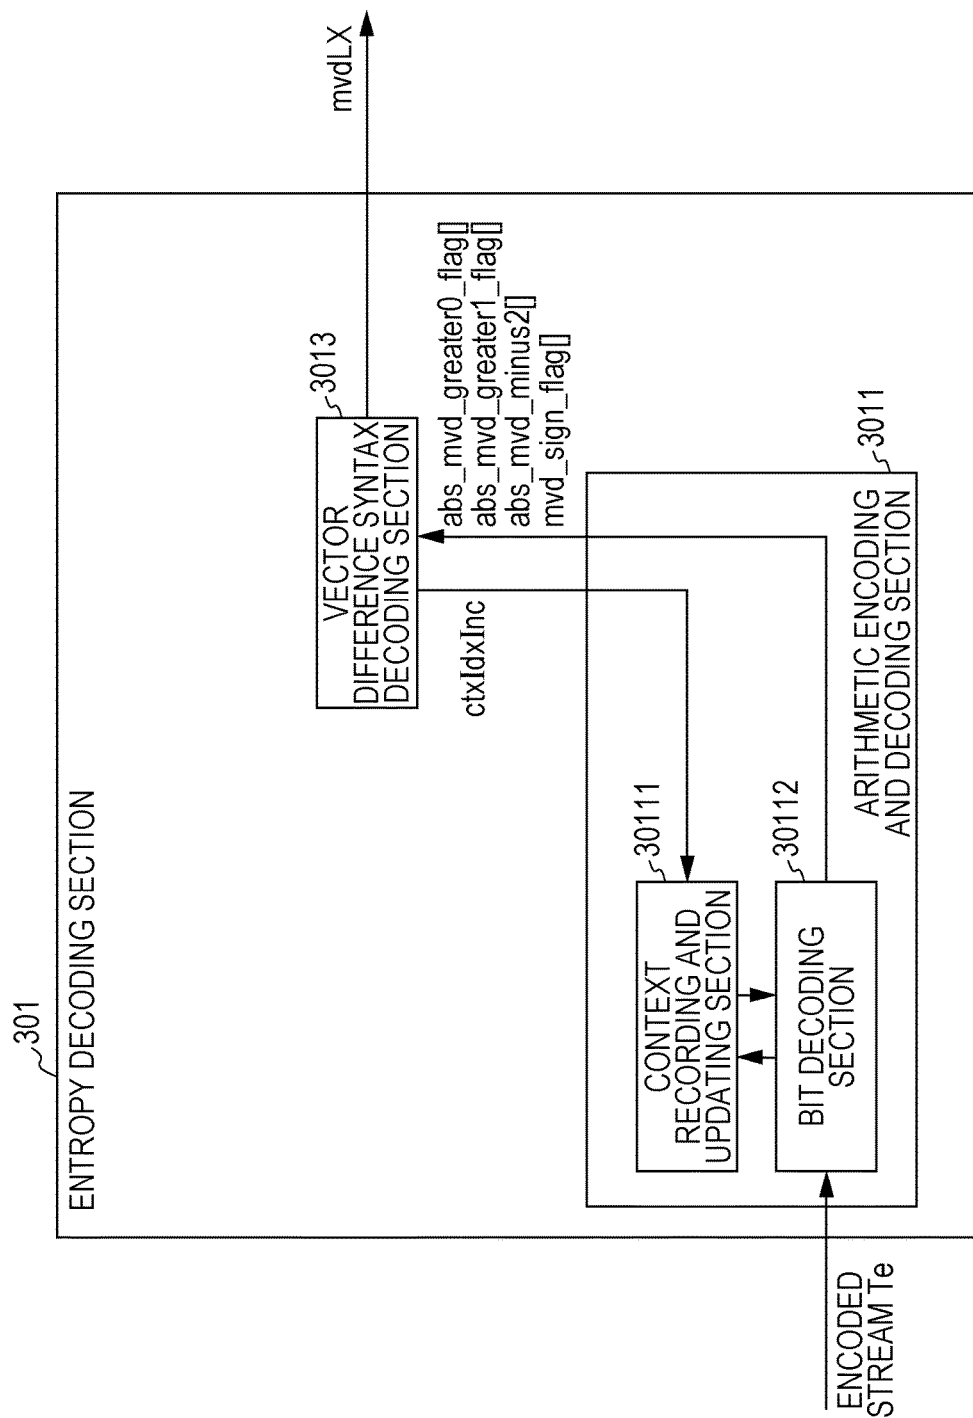 301
ENTROPY DECODING SECTION
mvdLX
3013
VECTOR
DIFFERENCE SYNTAX
DECODING SECTION
ctxIdxInc
abs_mvd_greater0_flag[]
abs_mvd_greater1_flag[]
abs_mvd_minus2[]
mvd_sign_flag[]
3011
30111
CONTEXT
RECORDING AND
UPDATING SECTION
30112
BIT DECODING
SECTION
ARITHMETIC ENCODING
AND DECODING SECTION
ENCODED
STREAM Te